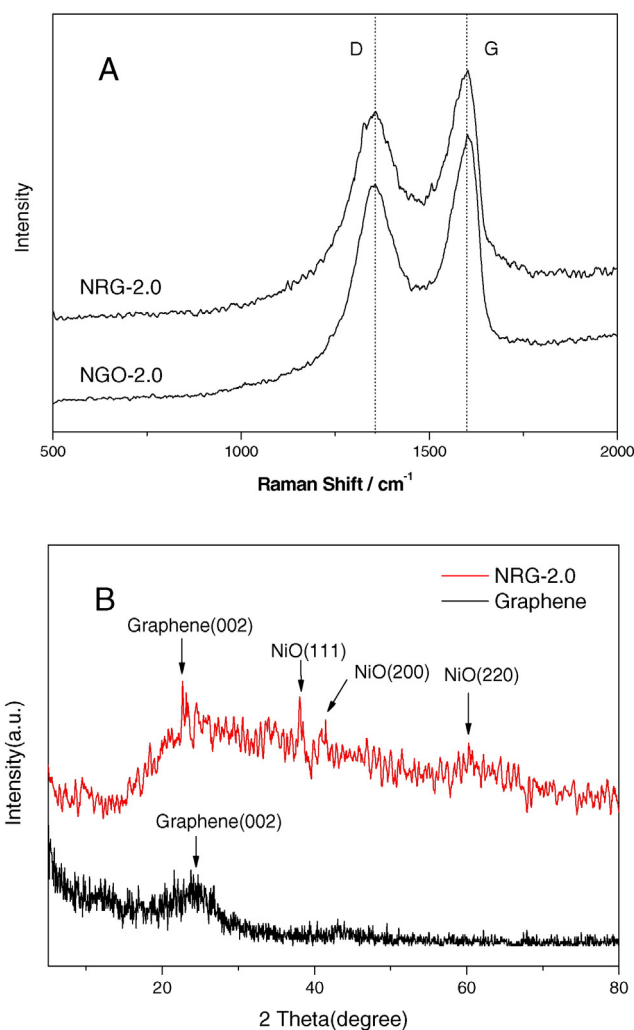 A
D
G
Intensity
NRG-2.0
NGO-2.0
500
1000
1500
2000
Raman Shift / cm⁻¹
B
NRG-2.0
Graphene
Graphene(002)
NiO(111)
NiO(200)
NiO(220)
Intensity(a.u.)
Graphene(002)
20
40
60
80
2 Theta(degree)